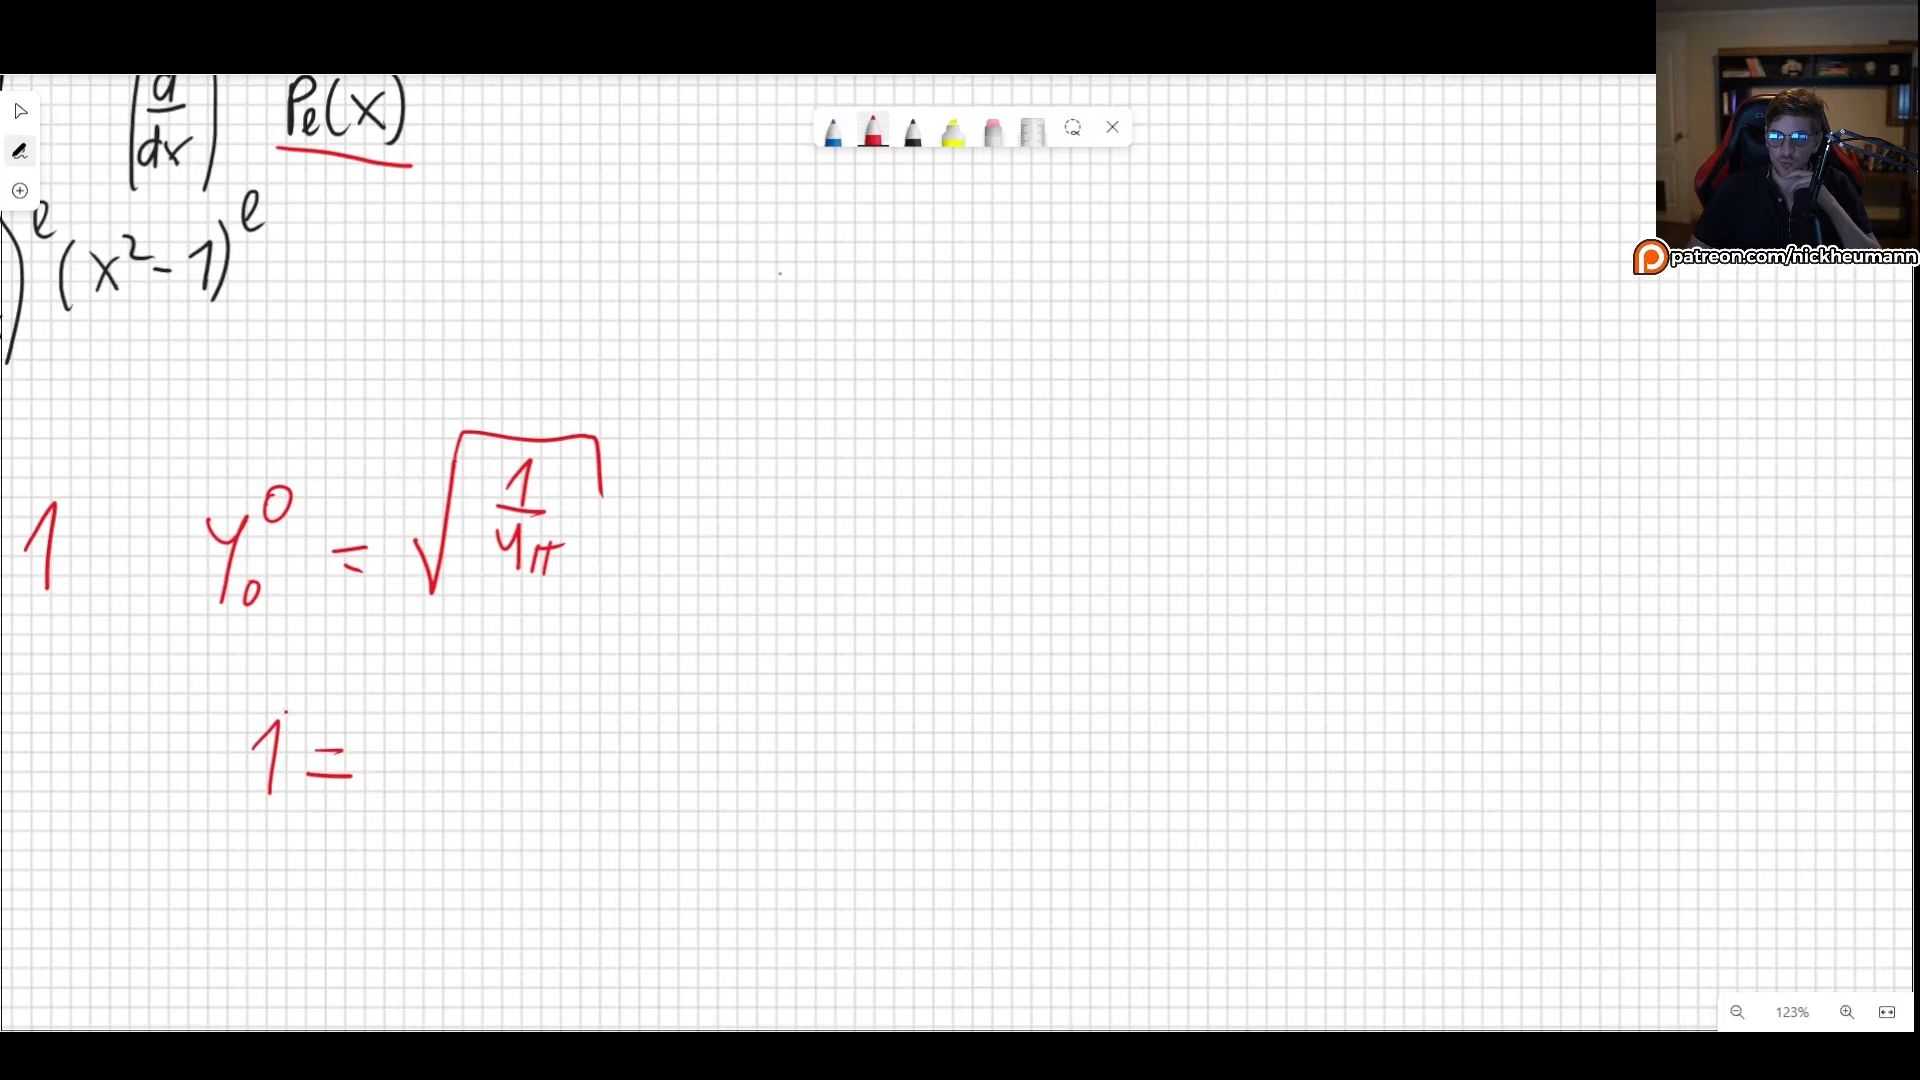 (d/dx) Pℓ(x)
)^ℓ (x² - 1)^ℓ
1 Y₀⁰ = √(1/4π)
1 =
patreon.com/nickheumann
123%